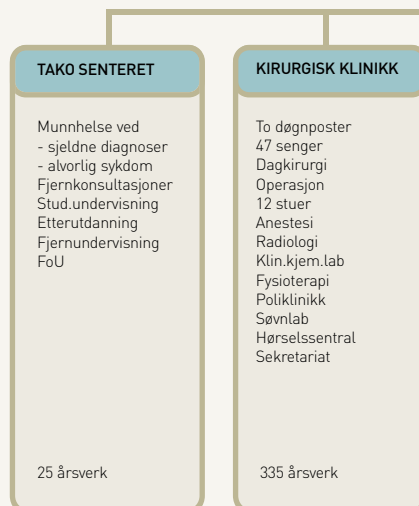 TAKO SENTERET
Munnhelse ved
- sjeldne diagnoser
- alvorlig sykdom
Fjernkonsultasjoner
Stud.undervisning
Etterutdanning
Fjernundervisning
FoU
25 årsverk
KIRURGISK KLINIKK
To døgnposter
47 senger
Dagkirurgi
Operasjon
12 stuer
Anestesi
Radiologi
Klin.kjem.lab
Fysioterapi
Poliklinikk
Søvnlab
Hørselssentral
Sekretariat
335 årsverk